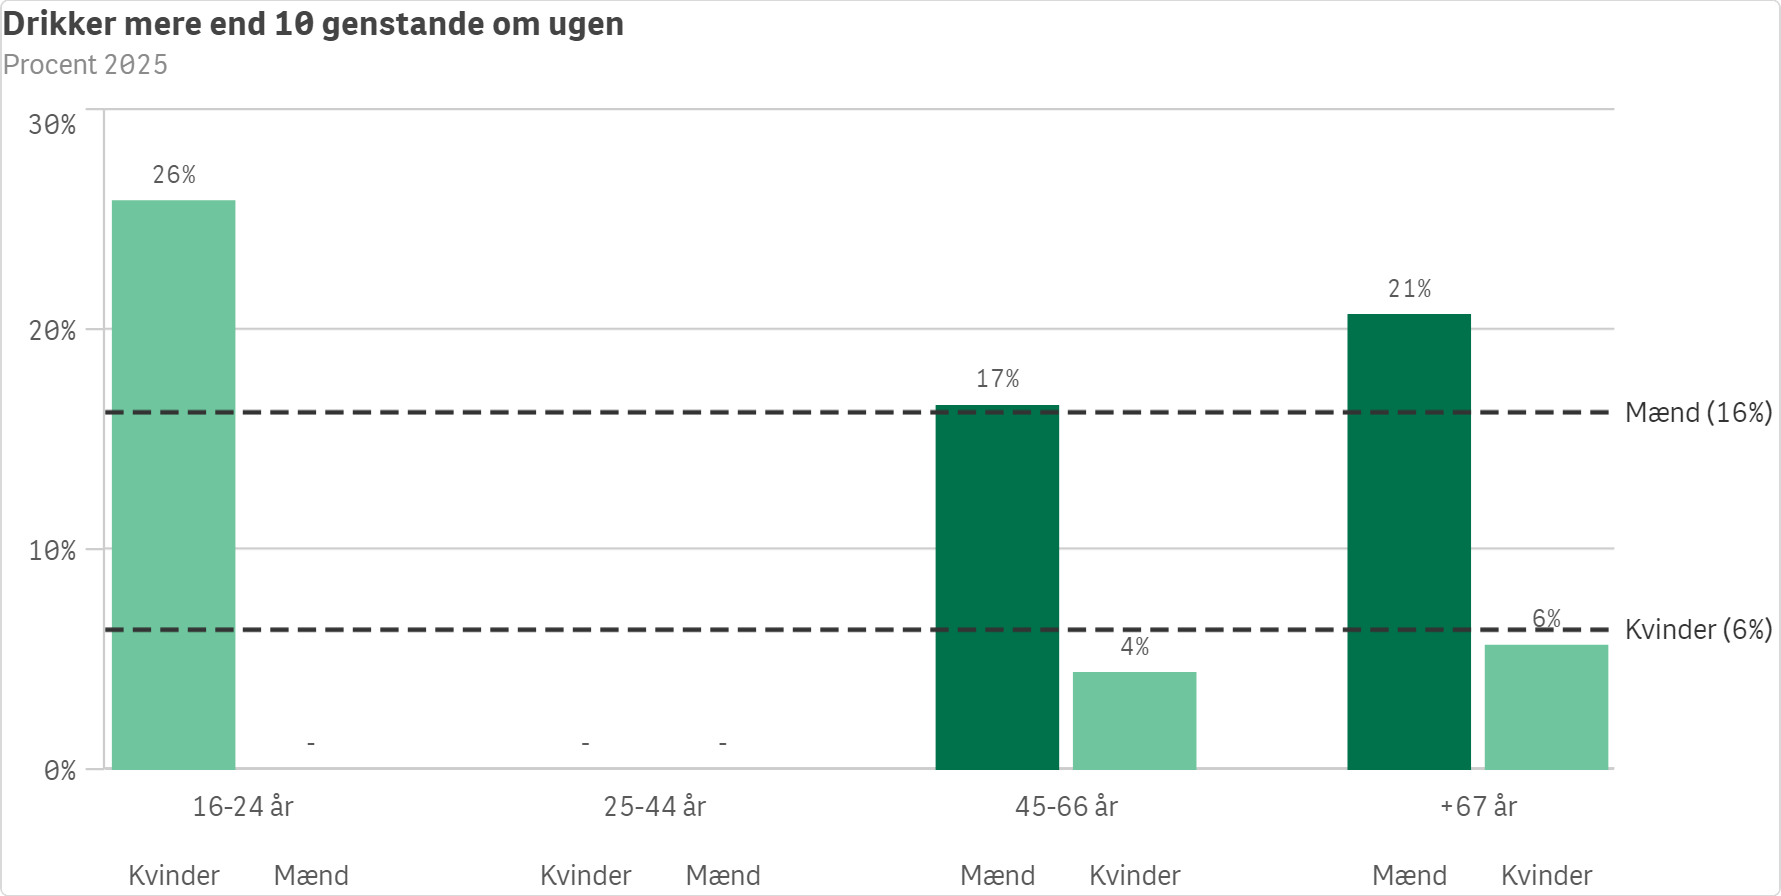 Drikker mere end 10 genstande om ugen
Procent 2025
30%
20%
10%
0%
26%
-
-
-
17%
4%
21%
6%
Mænd (16%)
Kvinder (6%)
16-24 år
25-44 år
45-66 år
+67 år
Kvinder
Mænd
Kvinder
Mænd
Mænd
Kvinder
Mænd
Kvinder